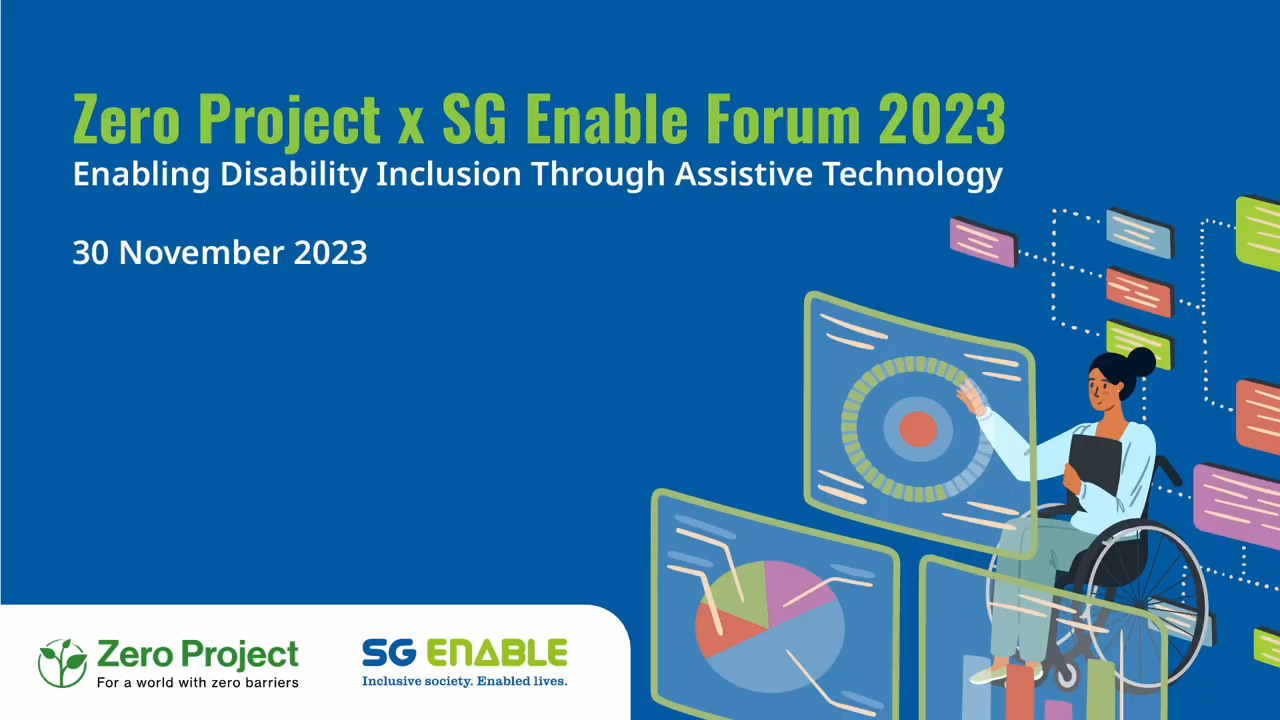 Zero Project x SG Enable Forum 2023
Enabling Disability Inclusion Through Assistive Technology
30 November 2023
Zero Project
For a world with zero barriers
SG ENABLE
Inclusive society. Enabled lives.